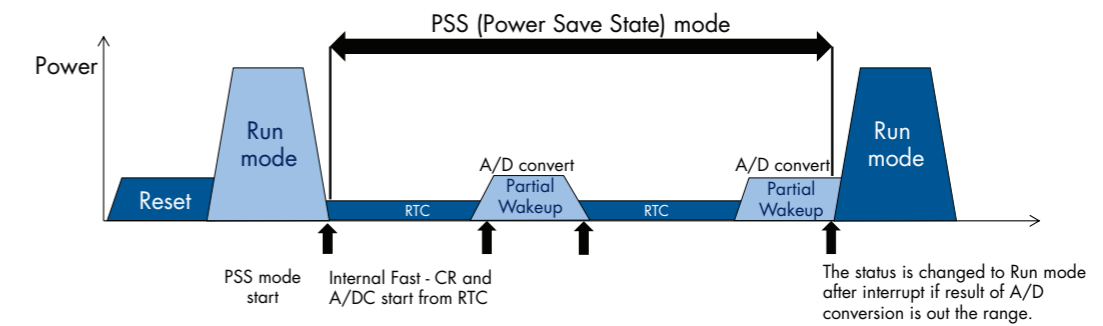 PSS (Power Save State) mode
Power
Run
mode
Run
mode
A/D convert
A/D convert
Reset
Partial
Wakeup
Partial
Wakeup
RTC
RTC
PSS mode
start
Internal Fast - CR and
A/DC start from RTC
The status is changed to Run mode
after interrupt if result of A/D
conversion is out the range.